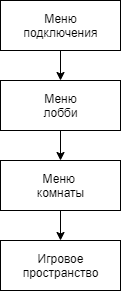 Меню
подключения
Меню
лобби
Меню
комнаты
Игровое
пространство